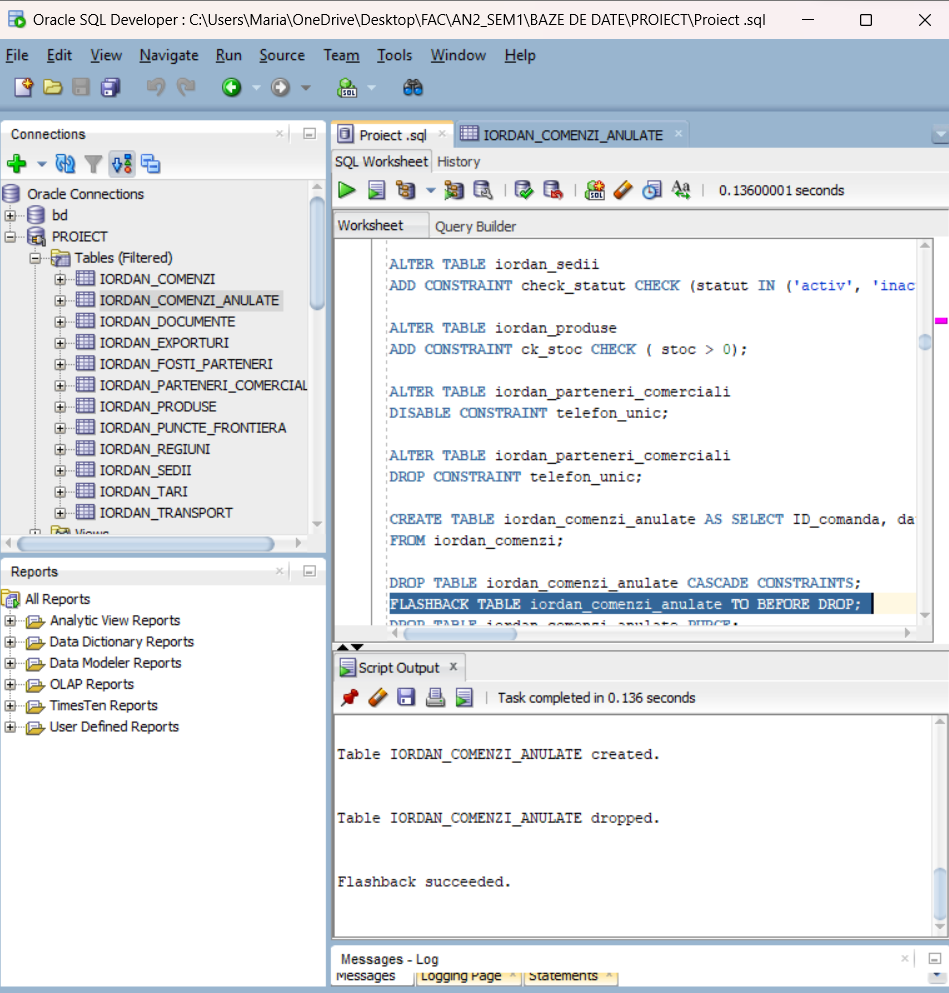 Oracle SQL Developer : C:\Users\Maria\OneDrive\Desktop\FAC\AN2_SEM1\BAZE DE DATE\PROIECT\Proiect .sql
File Edit View Navigate Run Source Team Tools Window Help
Connections
Oracle Connections
bd
PROIECT
Tables (Filtered)
IORDAN_COMENZI
IORDAN_COMENZI_ANULATE
IORDAN_DOCUMENTE
IORDAN_EXPORTURI
IORDAN_FOSTI_PARTENERI
IORDAN_PARTENERI_COMERCIAL
IORDAN_PRODUSE
IORDAN_PUNCTE_FRONTIERA
IORDAN_REGIUNI
IORDAN_SEDII
IORDAN_TARI
IORDAN_TRANSPORT
Views
Reports
All Reports
Analytic View Reports
Data Dictionary Reports
Data Modeler Reports
OLAP Reports
TimesTen Reports
User Defined Reports
Proiect .sql IORDAN_COMENZI_ANULATE
SQL Worksheet History
0.13600001 seconds
Worksheet Query Builder
ALTER TABLE iordan_sedii
ADD CONSTRAINT check_statut CHECK (statut IN ('activ', 'inac
ALTER TABLE iordan_produse
ADD CONSTRAINT ck_stoc CHECK ( stoc > 0);
ALTER TABLE iordan_parteneri_comerciali
DISABLE CONSTRAINT telefon_unic;
ALTER TABLE iordan_parteneri_comerciali
DROP CONSTRAINT telefon_unic;
CREATE TABLE iordan_comenzi_anulate AS SELECT ID_comanda, da
FROM iordan_comenzi;
DROP TABLE iordan_comenzi_anulate CASCADE CONSTRAINTS;
FLASHBACK TABLE iordan_comenzi_anulate TO BEFORE DROP;
DROP TABLE iordan_comenzi_anulate PURGE;
Script Output
Task completed in 0.136 seconds
Table IORDAN_COMENZI_ANULATE created.
Table IORDAN_COMENZI_ANULATE dropped.
Flashback succeeded.
Messages - Log
Messages Logging Page Statements